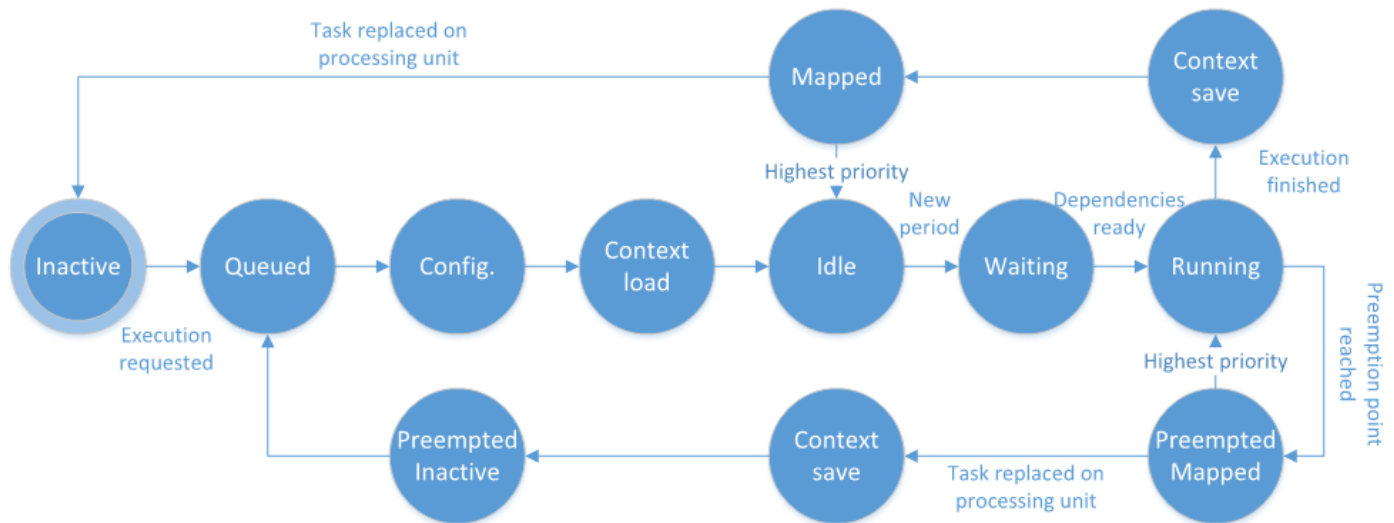 Task replaced on
processing unit
Mapped
Context
save
Highest priority
Execution
finished
New
period
Dependencies
ready
Inactive
Queued
Config.
Context
load
Idle
Waiting
Running
Execution
requested
Preemption point
reached
Highest priority
Preempted
Inactive
Context
save
Task replaced on
processing unit
Preempted
Mapped